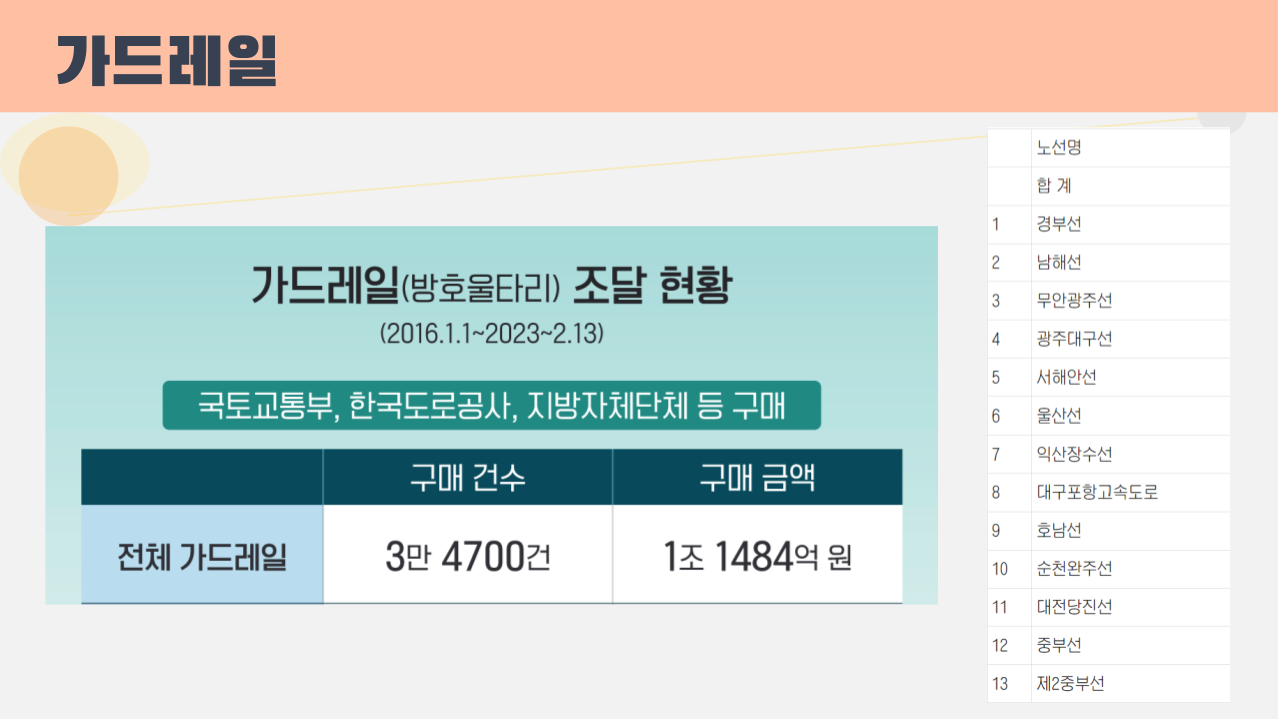 가드레일
가드레일(방호울타리) 조달 현황
(2016.1.1~2023~2.13)
국토교통부, 한국도로공사, 지방자체단체 등 구매
구매 건수 구매 금액
전체 가드레일 3만 4700건 1조 1484억 원
노선명
합 계
1 경부선
2 남해선
3 무안광주선
4 광주대구선
5 서해안선
6 울산선
7 익산장수선
8 대구포항고속도로
9 호남선
10 순천완주선
11 대전당진선
12 중부선
13 제2중부선